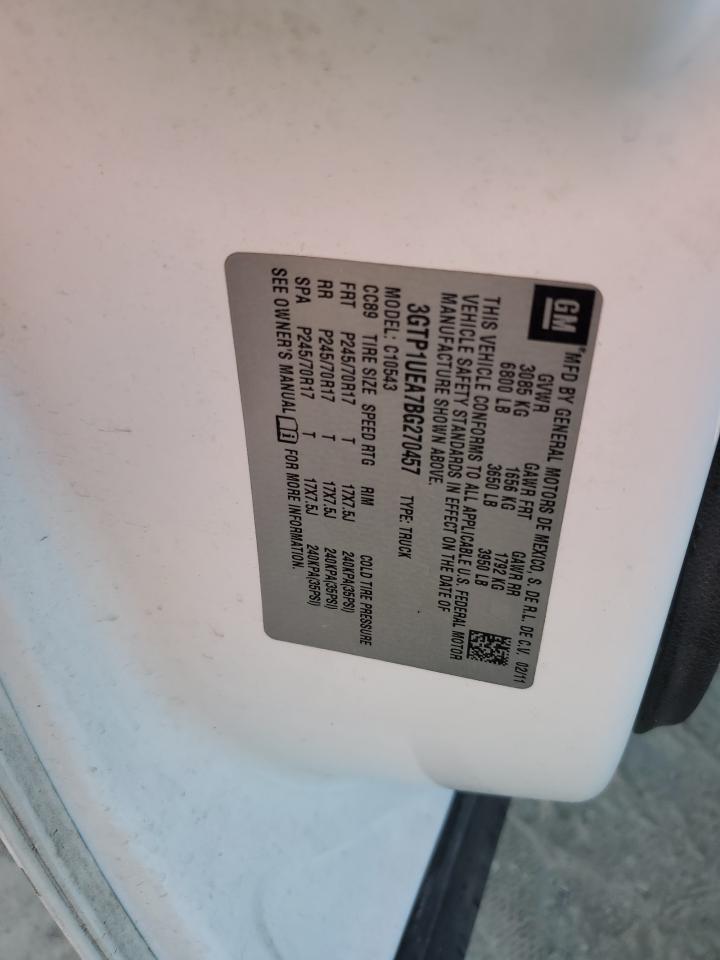 GM® MFD BY GENERAL MOTORS DE MEXICO, S. DE R.L. DE C.V. 02/11
GVWR GAWR FRT GAWR RR
3085 KG 1656 KG 1792 KG
6800 LB 3650 LB 3950 LB
THIS VEHICLE CONFORMS TO ALL APPLICABLE U.S. FEDERAL MOTOR
VEHICLE SAFETY STANDARDS IN EFFECT ON THE DATE OF
MANUFACTURE SHOWN ABOVE.
3GTP1UEA7BG270457 TYPE: TRUCK
MODEL: C10543
CC89 TIRE SIZE SPEED RTG RIM COLD TIRE PRESSURE
FRT P245/70R17 T 17X7.5J 240KPA(35PSI)
RR P245/70R17 T 17X7.5J 240KPA(35PSI)
SPA P245/70R17 T 17X7.5J 240KPA(35PSI)
SEE OWNER'S MANUAL FOR MORE INFORMATION.